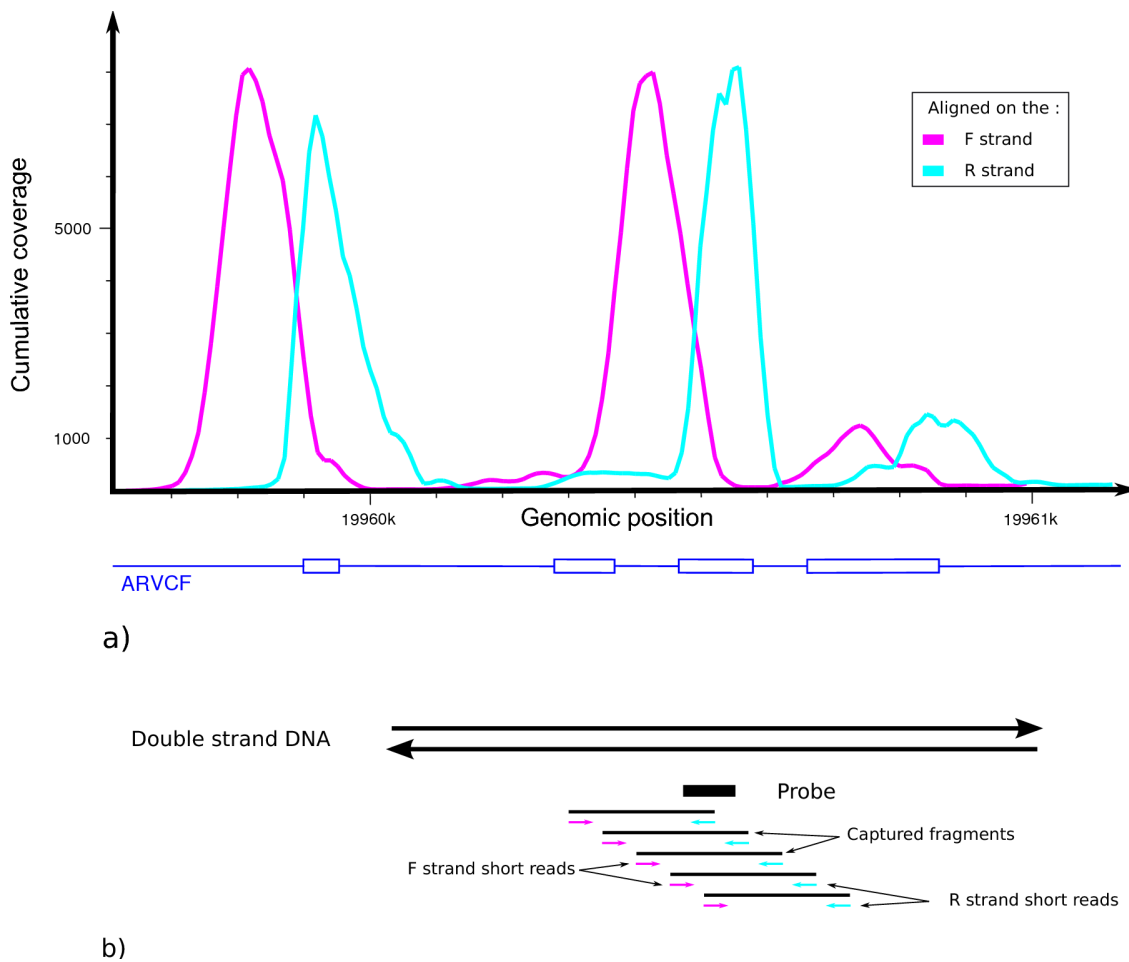 Cumulative coverage
5000
1000
Aligned on the :
F strand
R strand
19960k
Genomic position
19961k
ARVCF
a)
Double strand DNA
Probe
Captured fragments
F strand short reads
R strand short reads
b)